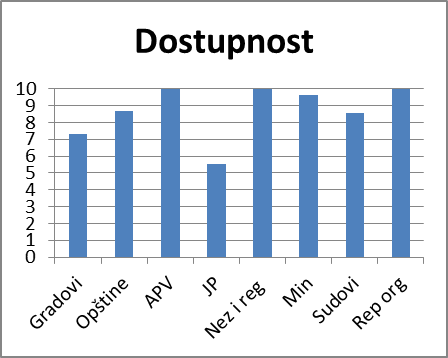 Dostupnost
10
9
8
7
6
5
4
3
2
1
0
Gradovi
Opštine
APV
JP
Nez i reg
Min
Sudovi
Rep org